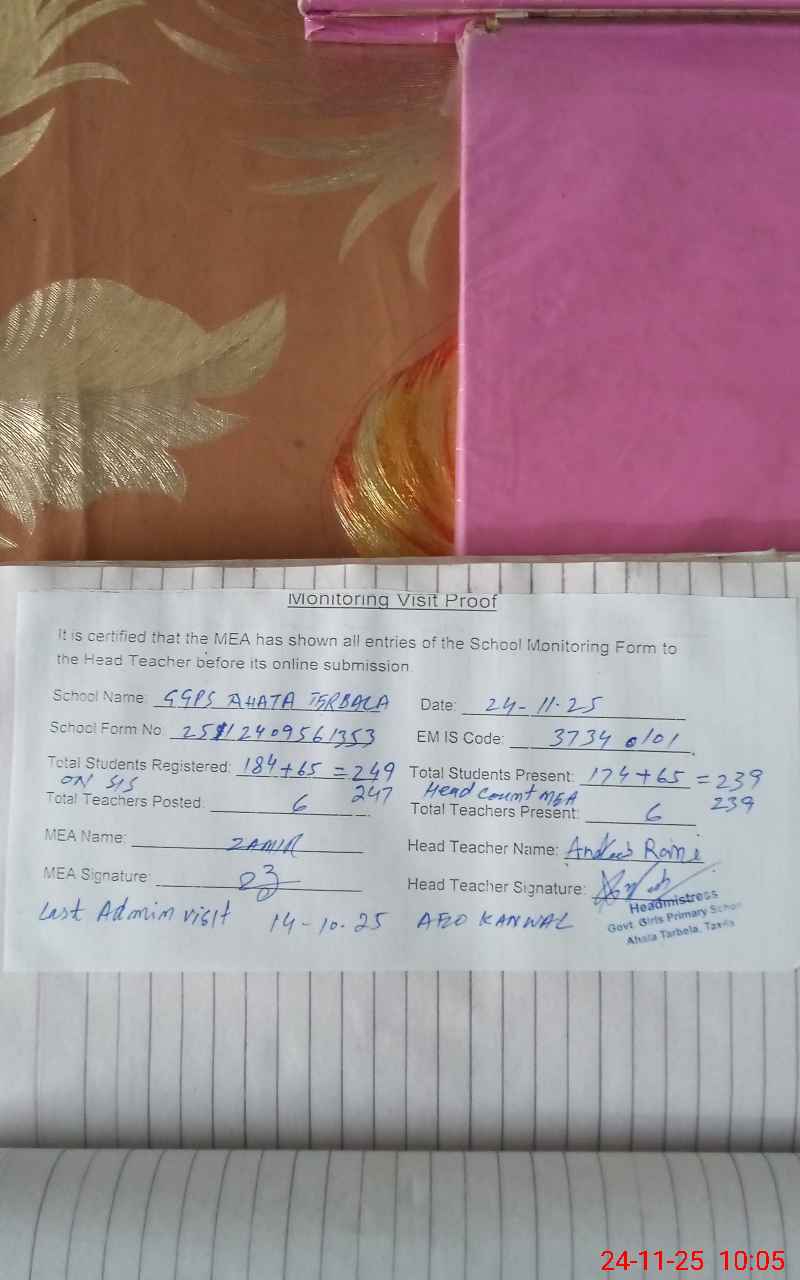 Monitoring Visit Proof
It is certified that the MEA has shown all entries of the School Monitoring Form to
the Head Teacher before its online submission.
School Name: GGPS AHATA TERBALA Date: 24-11-25
School Form No. 25112409561353 EMIS Code: 37340101
Total Students Registered: 184+65 = 249 Total Students Present: 174+65 = 239
ON SIS 247 Head Count MEA 239
Total Teachers Posted: 6 Total Teachers Present: 6
MEA Name: ZAMIR Head Teacher Name:
MEA Signature: Head Teacher Signature:
Headmistress
Govt. Girls Primary School
Ahata Tarbela, Taxila
Last Admin visit 14-10-25 AEO KANWAL
24-11-25 10:05